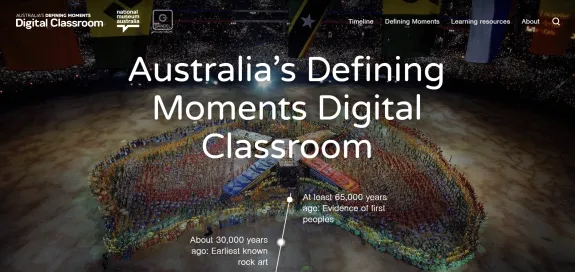 AUSTRALIA'S DEFINING MOMENTS
Digital Classroom
national
museum
australia
Timeline
Defining Moments
Learning resources
About
Australia's Defining
Moments Digital
Classroom
At least 65,000 years
ago: Evidence of first
peoples
About 30,000 years
ago: Earliest known
rock art